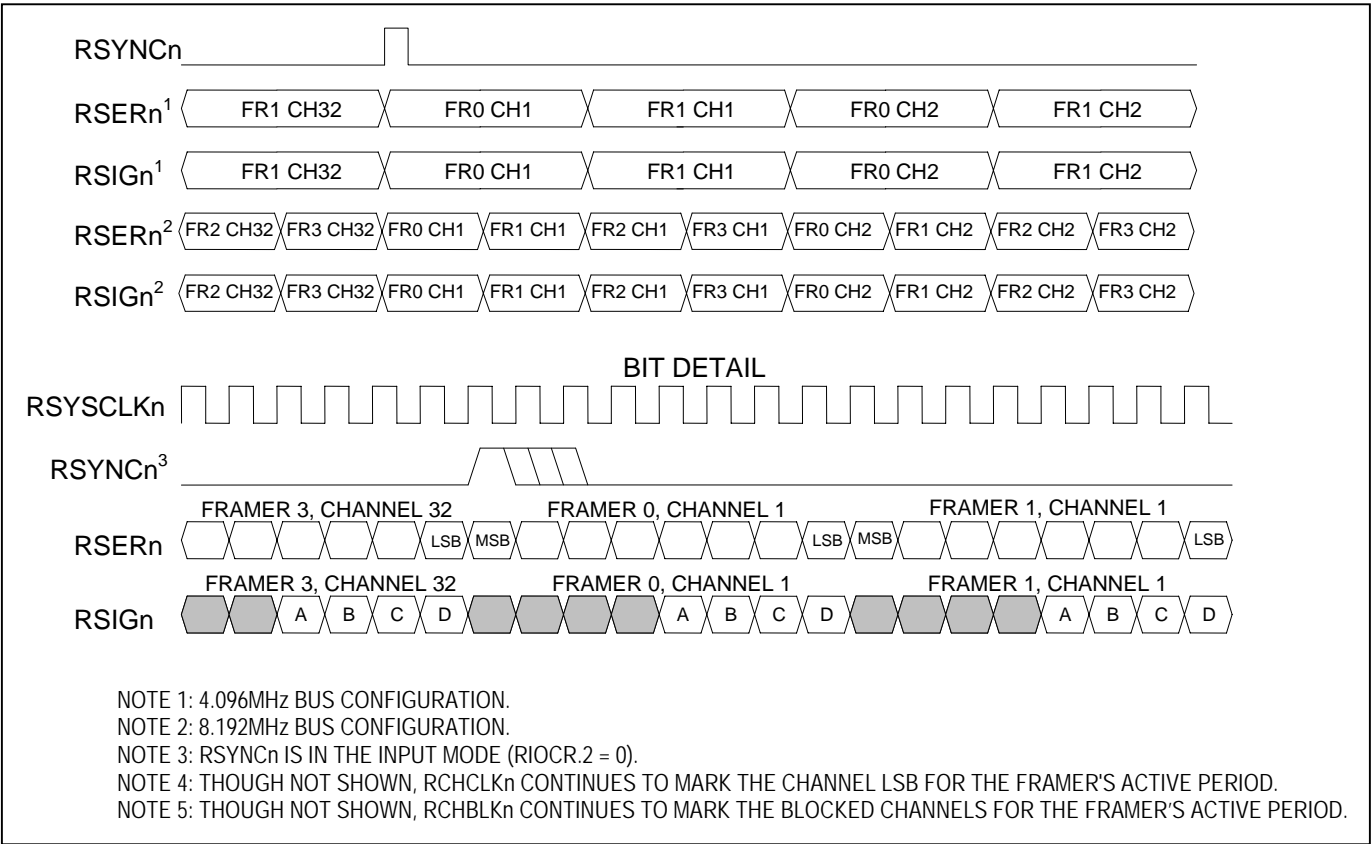 RSYNCn
RSERn1 FR1 CH32 FR0 CH1 FR1 CH1 FR0 CH2 FR1 CH2
RSIGn1 FR1 CH32 FR0 CH1 FR1 CH1 FR0 CH2 FR1 CH2
RSERn2 FR2 CH32 FR3 CH32 FR0 CH1 FR1 CH1 FR2 CH1 FR3 CH1 FR0 CH2 FR1 CH2 FR2 CH2 FR3 CH2
RSIGn2 FR2 CH32 FR3 CH32 FR0 CH1 FR1 CH1 FR2 CH1 FR3 CH1 FR0 CH2 FR1 CH2 FR2 CH2 FR3 CH2
BIT DETAIL
RSYSCLKn
RSYNCn3
FRAMER 3, CHANNEL 32 FRAMER 0, CHANNEL 1 FRAMER 1, CHANNEL 1
RSERn LSB MSB LSB MSB LSB
FRAMER 3, CHANNEL 32 FRAMER 0, CHANNEL 1 FRAMER 1, CHANNEL 1
RSIGn A B C D A B C D A B C D
NOTE 1: 4.096MHz BUS CONFIGURATION.
NOTE 2: 8.192MHz BUS CONFIGURATION.
NOTE 3: RSYNCn IS IN THE INPUT MODE (RIOCR.2 = 0).
NOTE 4: THOUGH NOT SHOWN, RCHCLKn CONTINUES TO MARK THE CHANNEL LSB FOR THE FRAMER'S ACTIVE PERIOD.
NOTE 5: THOUGH NOT SHOWN, RCHBLKn CONTINUES TO MARK THE BLOCKED CHANNELS FOR THE FRAMER’S ACTIVE PERIOD.